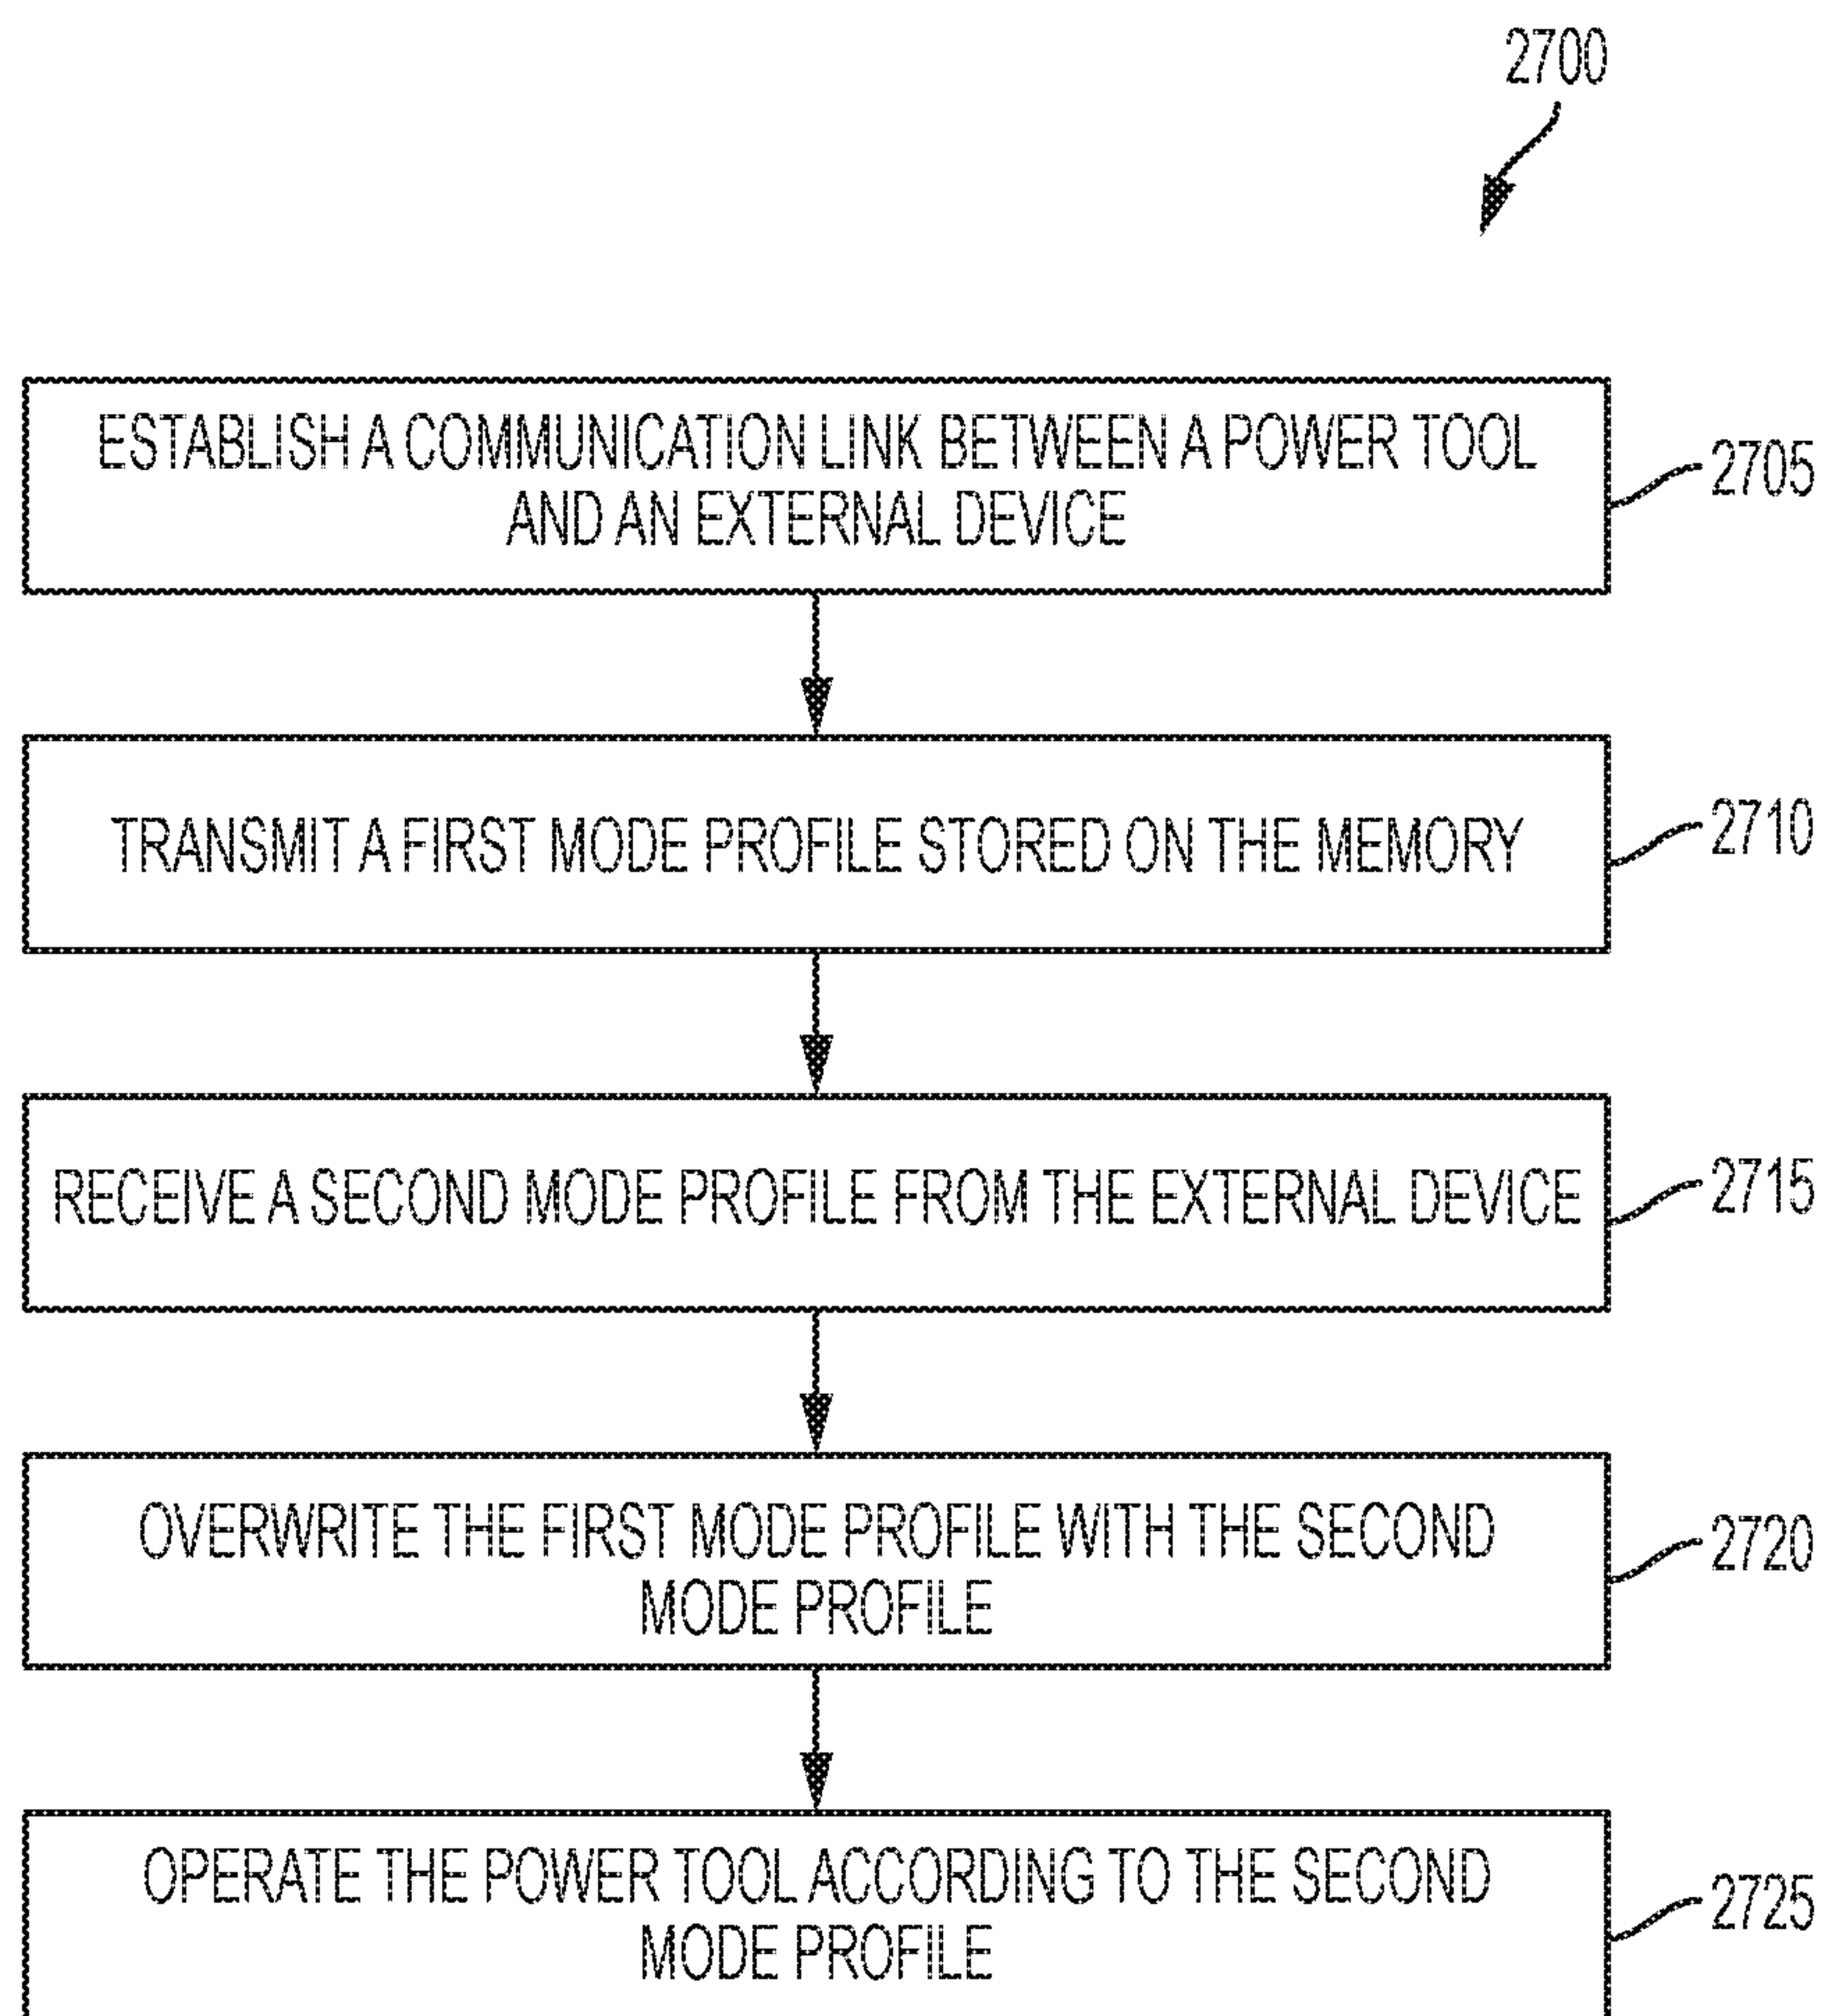 2700
ESTABLISH A COMMUNICATION LINK BETWEEN A POWER TOOL
AND AN EXTERNAL DEVICE
2705
TRANSMIT A FIRST MODE PROFILE STORED ON THE MEMORY
2710
RECEIVE A SECOND MODE PROFILE FROM THE EXTERNAL DEVICE
2715
OVERWRITE THE FIRST MODE PROFILE WITH THE SECOND
MODE PROFILE
2720
OPERATE THE POWER TOOL ACCORDING TO THE SECOND
MODE PROFILE
2725